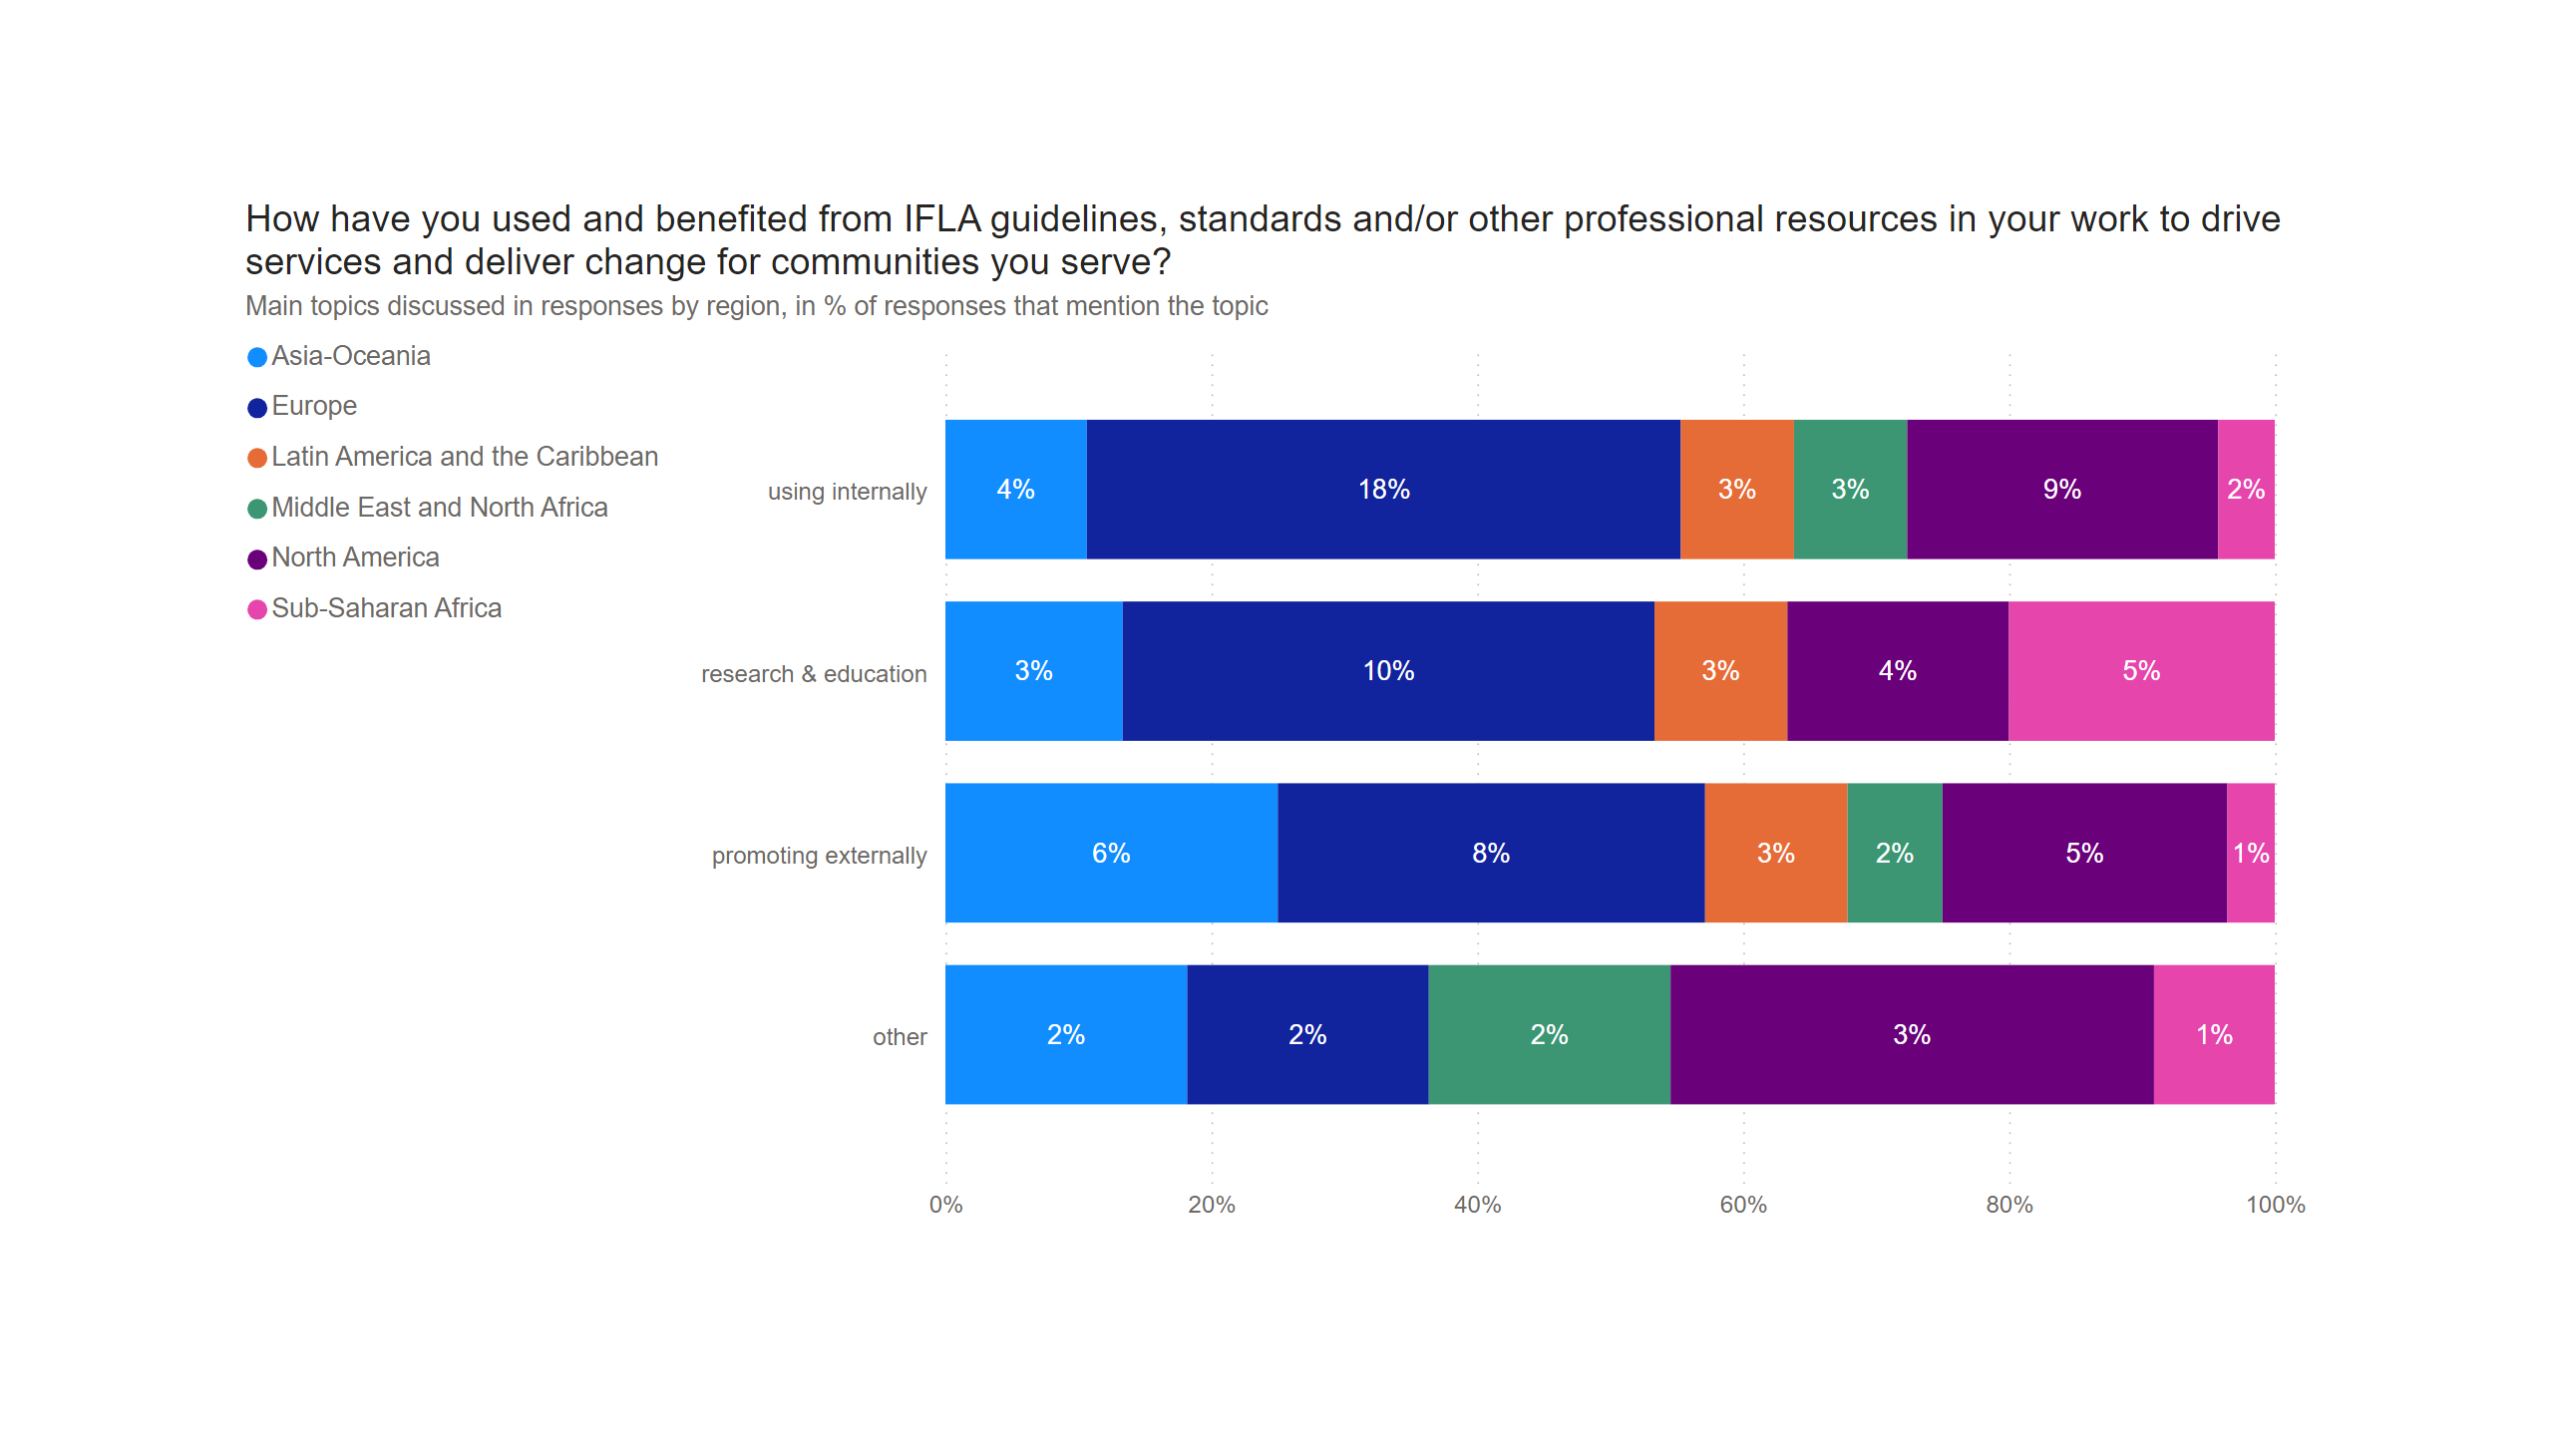 How have you used and benefited from IFLA guidelines, standards and/or other professional resources in your work to drive
services and deliver change for communities you serve?
Main topics discussed in responses by region, in % of responses that mention the topic
Asia-Oceania
Europe
Latin America and the Caribbean
Middle East and North Africa
North America
Sub-Saharan Africa
using internally 4% 18% 3% 3% 9% 2%
research & education 3% 10% 3% 4% 5%
promoting externally 6% 8% 3% 2% 5% 1%
other 2% 2% 2% 3% 1%
0% 20% 40% 60% 80% 100%